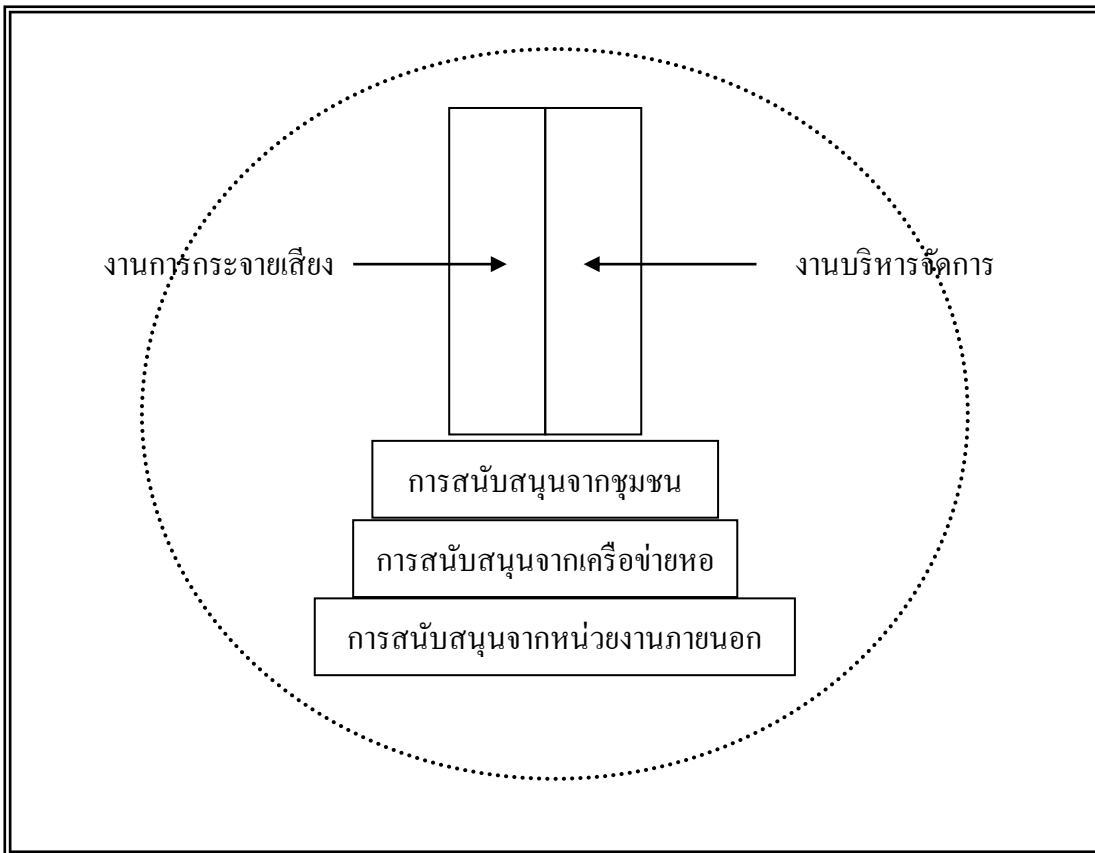 งานการกระจายเสียง
งานบริหารจัดการ
การสนับสนุนจากชุมชน
การสนับสนุนจากเครือข่ายหอ
การสนับสนุนจากหน่วยงานภายนอก